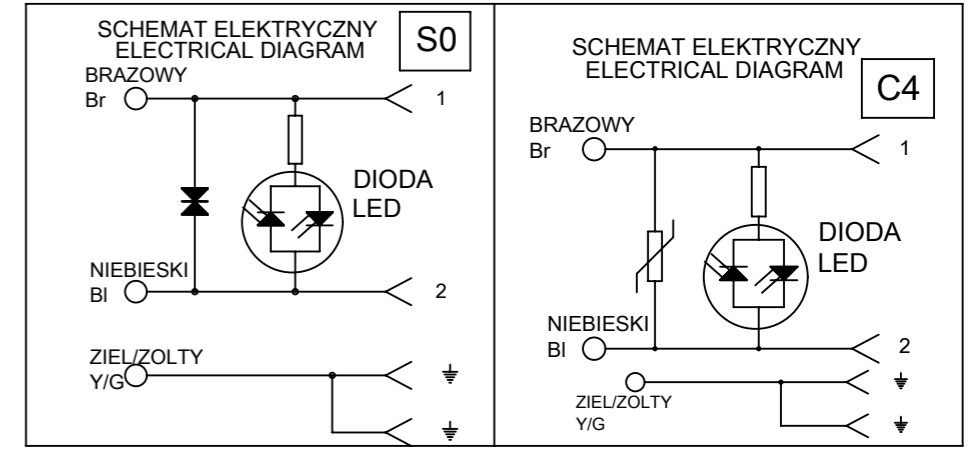 SCHEMAT ELEKTRYCZNY
ELECTRICAL DIAGRAM
S0
BRAZOWY
Br
1
DIODA
LED
NIEBIESKI
Bl
2
ZIEL/ZOLTY
Y/G
SCHEMAT ELEKTRYCZNY
ELECTRICAL DIAGRAM
C4
BRAZOWY
Br
1
DIODA
LED
NIEBIESKI
Bl
2
ZIEL/ZOLTY
Y/G